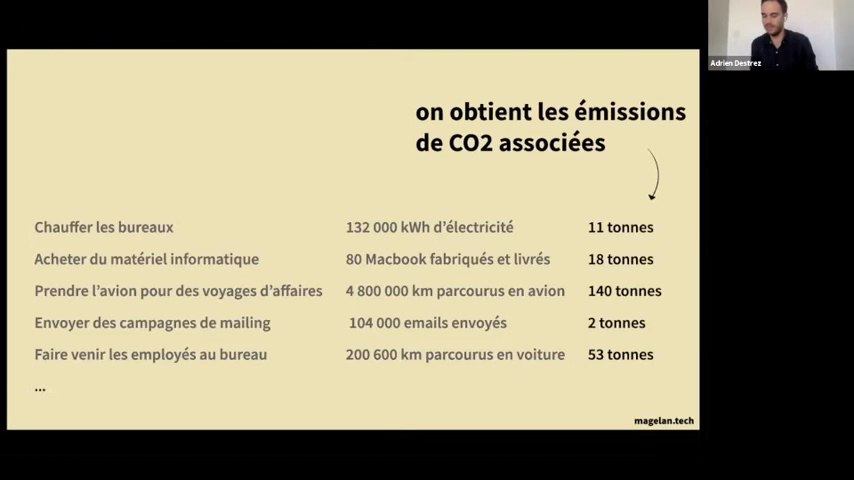 Adrien Destrez
on obtient les émissions
de CO2 associées
Chauffer les bureaux 132 000 kWh d'électricité 11 tonnes
Acheter du matériel informatique 80 Macbook fabriqués et livrés 18 tonnes
Prendre l'avion pour des voyages d'affaires 4 800 000 km parcourus en avion 140 tonnes
Envoyer des campagnes de mailing 104 000 emails envoyés 2 tonnes
Faire venir les employés au bureau 200 600 km parcourus en voiture 53 tonnes
...
magelan.tech